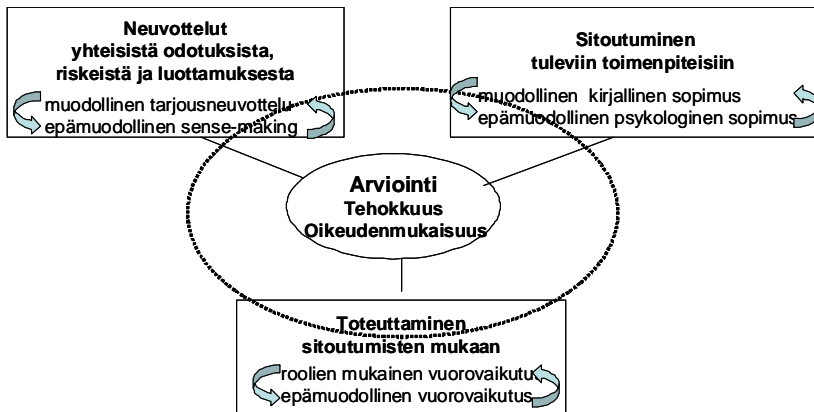 Neuvottelut
yhteisistä odotuksista,
riskeistä ja luottamuksesta
muodollinen tarjousneuvottelu
epämuodollinen sense-making
Sitoutuminen
tuleviin toimenpiteisiin
muodollinen kirjallinen sopimus
epämuodollinen psykologinen sopimus
Arviointi
Tehokkuus
Oikeudenmukaisuus
Toteuttaminen
sitoutumisten mukaan
roolien mukainen vuorovaikutu
epämuodollinen vuorovaikutus